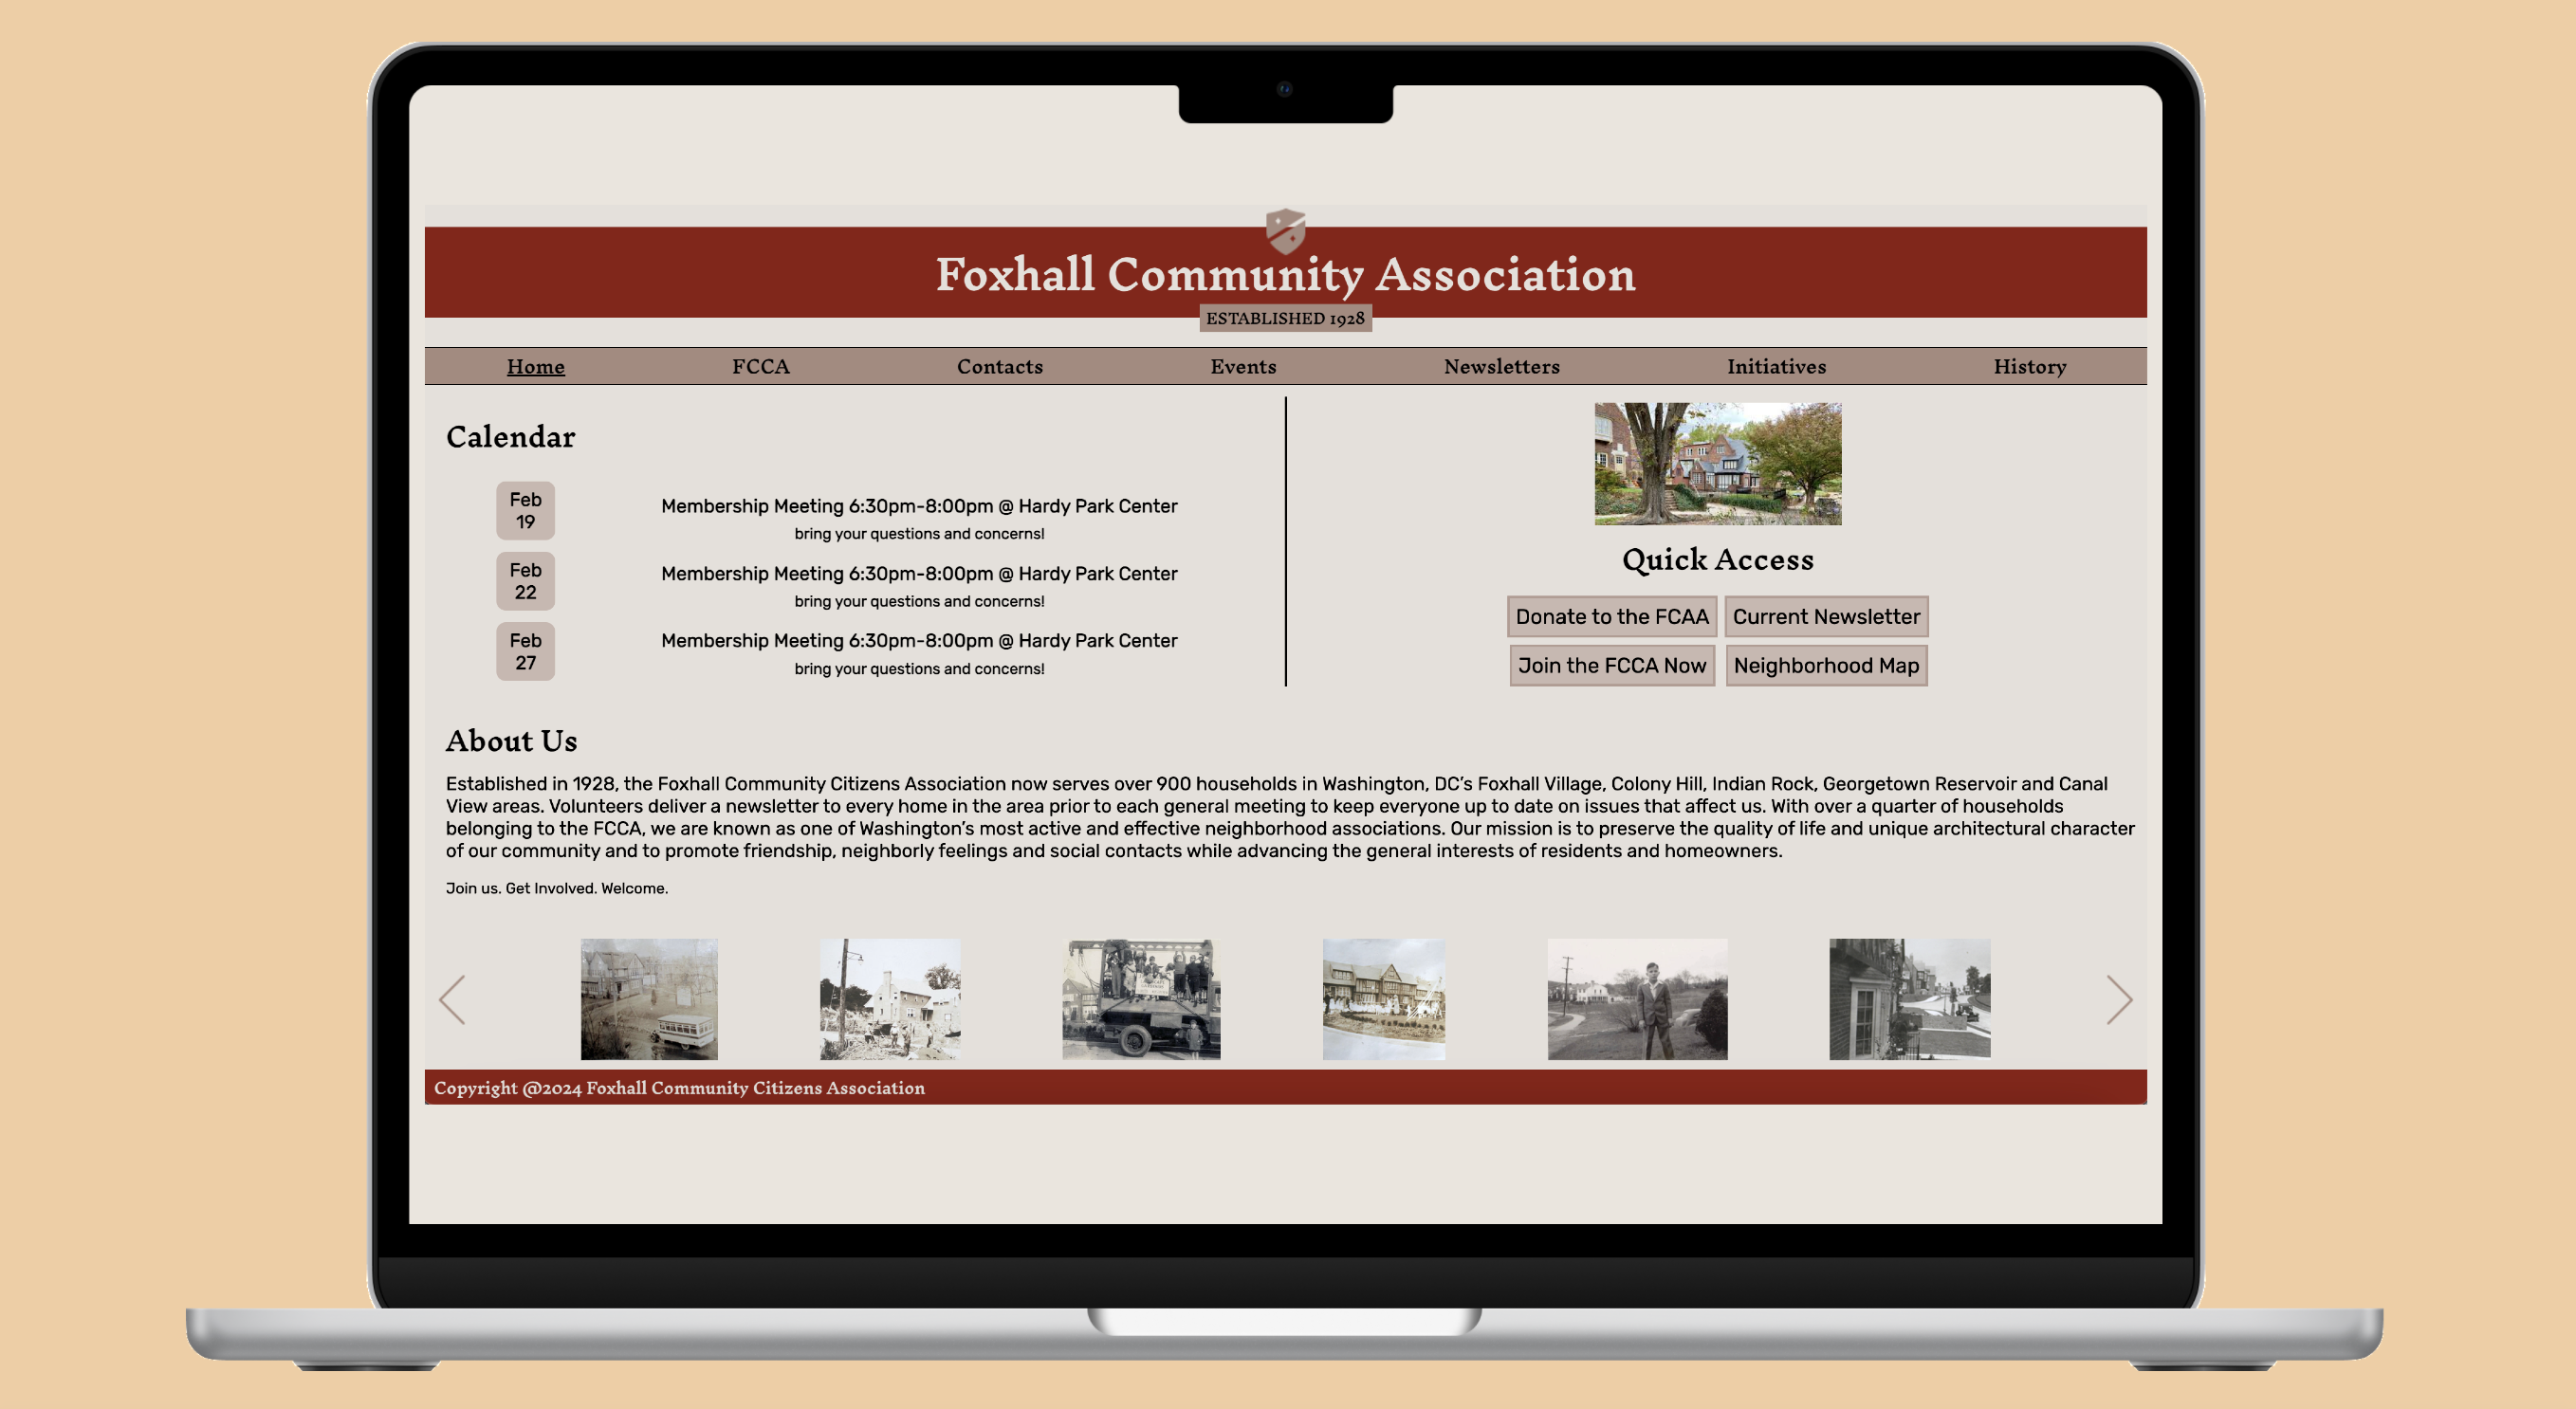 Foxhall Community Association
ESTABLISHED 1928
Home FCCA Contacts Events Newsletters Initiatives History
Calendar
Feb
19
Membership Meeting 6:30pm-8:00pm @ Hardy Park Center
bring your questions and concerns!
Feb
22
Membership Meeting 6:30pm-8:00pm @ Hardy Park Center
bring your questions and concerns!
Feb
27
Membership Meeting 6:30pm-8:00pm @ Hardy Park Center
bring your questions and concerns!
Quick Access
Donate to the FCAA Current Newsletter
Join the FCCA Now Neighborhood Map
About Us
Established in 1928, the Foxhall Community Citizens Association now serves over 900 households in Washington, DC’s Foxhall Village, Colony Hill, Indian Rock, Georgetown Reservoir and Canal
View areas. Volunteers deliver a newsletter to every home in the area prior to each general meeting to keep everyone up to date on issues that affect us. With over a quarter of households
belonging to the FCCA, we are known as one of Washington’s most active and effective neighborhood associations. Our mission is to preserve the quality of life and unique architectural character
of our community and to promote friendship, neighborly feelings and social contacts while advancing the general interests of residents and homeowners.
Join us. Get Involved. Welcome.
Copyright @2024 Foxhall Community Citizens Association